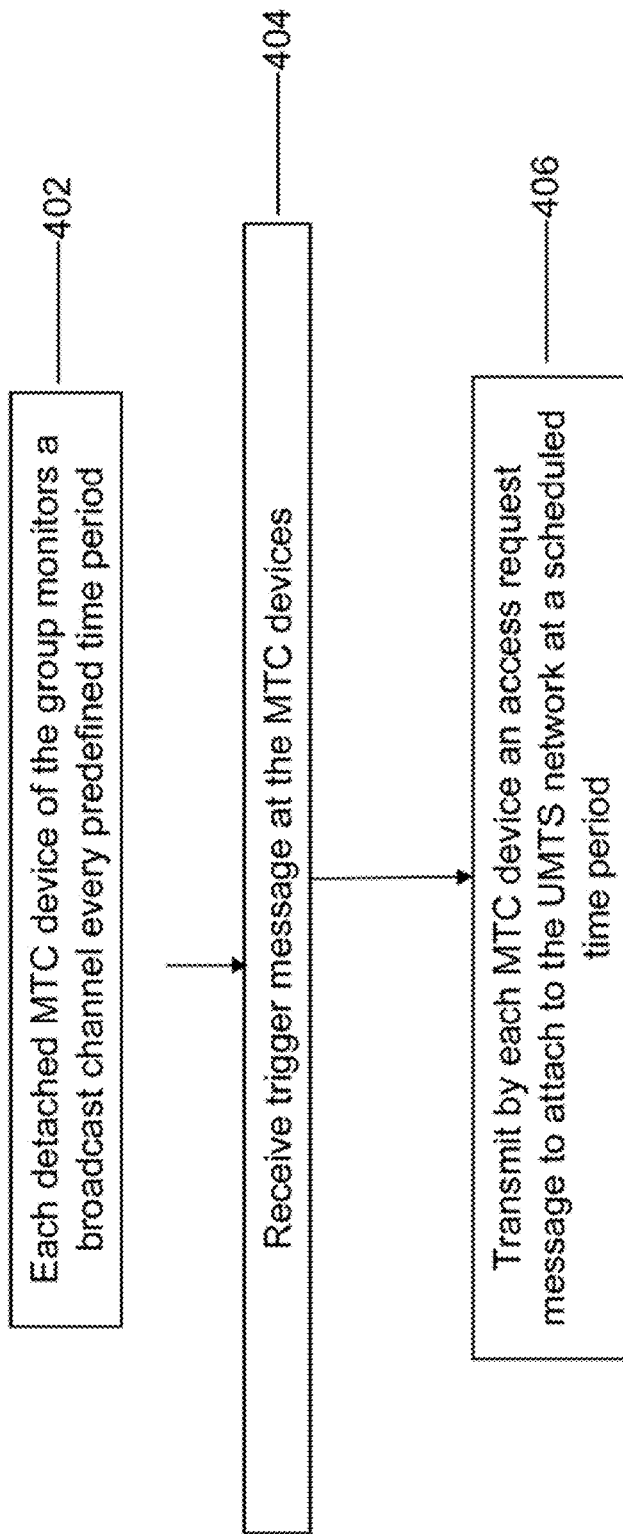 Each detached MTC device of the group monitors a
broadcast channel every predefined time period
402
Receive trigger message at the MTC devices
404
Transmit by each MTC device an access request
message to attach to the UMTS network at a scheduled
time period
406